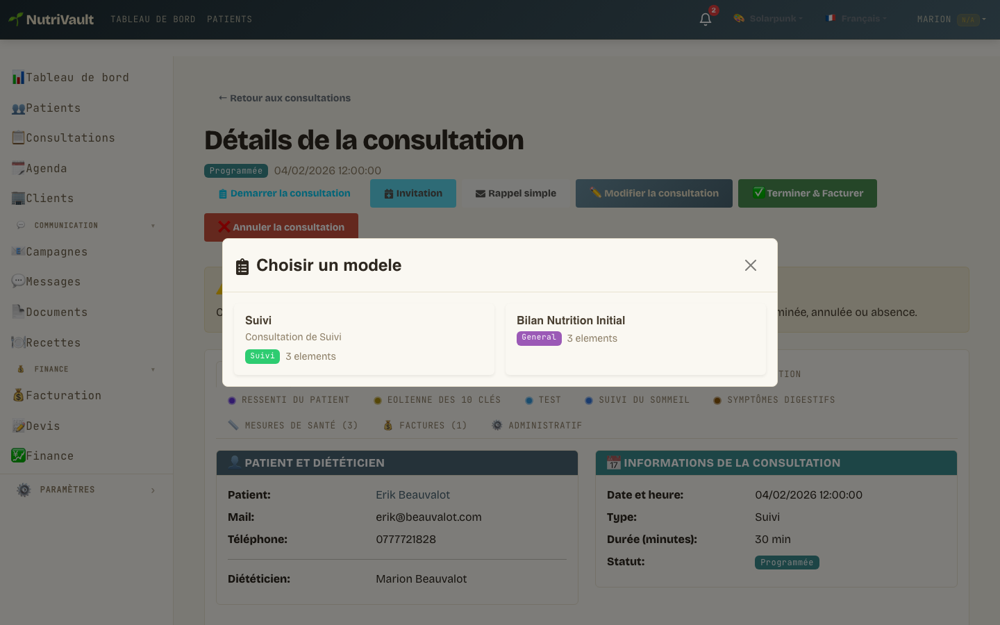 NutriVault TABLEAU DE BORD PATIENTS 2 Solarpunk Français MARION N/A
Tableau de bord
Patients
Consultations
Agenda
Clients
COMMUNICATION
Campagnes
Messages
Documents
Recettes
FINANCE
Facturation
Devis
Finance
PARAMÈTRES
← Retour aux consultations
Détails de la consultation
Programmée 04/02/2026 12:00:00
Demarrer la consultation Invitation Rappel simple Modifier la consultation Terminer & Facturer
Annuler la consultation
Choisir un modele
minée, annulée ou absence.
Suivi
Consultation de Suivi
Suivi 3 elements
Bilan Nutrition Initial
General 3 elements
TION
RESSENTI DU PATIENT EOLIENNE DES 10 CLÉS TEST SUIVI DU SOMMEIL SYMPTÔMES DIGESTIFS
MESURES DE SANTÉ (3) FACTURES (1) ADMINISTRATIF
PATIENT ET DIÉTÉTICIEN
Patient: Erik Beauvalot
Mail: erik@beauvalot.com
Téléphone: 0777721828
Diététicien: Marion Beauvalot
17 INFORMATIONS DE LA CONSULTATION
Date et heure: 04/02/2026 12:00:00
Type: Suivi
Durée (minutes): 30 min
Statut: Programmée